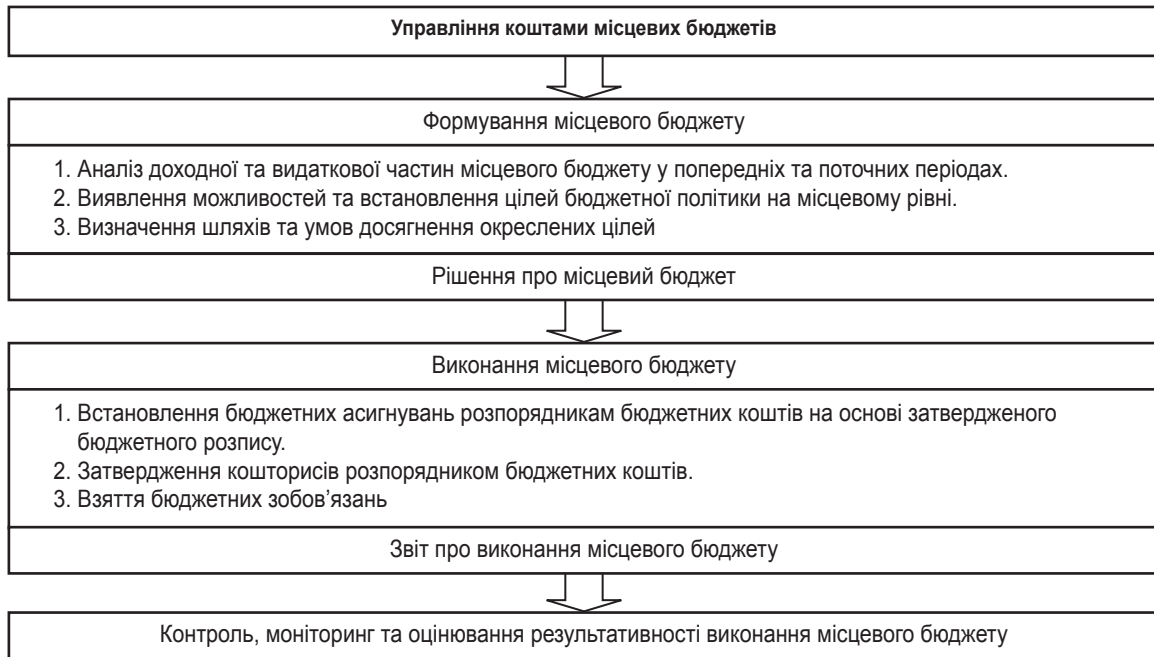 Управління коштами місцевих бюджетів
Формування місцевого бюджету
1. Аналіз доходної та видаткової частин місцевого бюджету у попередніх та поточних періодах.
2. Виявлення можливостей та встановлення цілей бюджетної політики на місцевому рівні.
3. Визначення шляхів та умов досягнення окреслених цілей
Рішення про місцевий бюджет
Виконання місцевого бюджету
1. Встановлення бюджетних асигнувань розпорядникам бюджетних коштів на основі затвердженого
бюджетного розпису.
2. Затвердження кошторисів розпорядником бюджетних коштів.
3. Взяття бюджетних зобов’язань
Звіт про виконання місцевого бюджету
Контроль, моніторинг та оцінювання результативності виконання місцевого бюджету